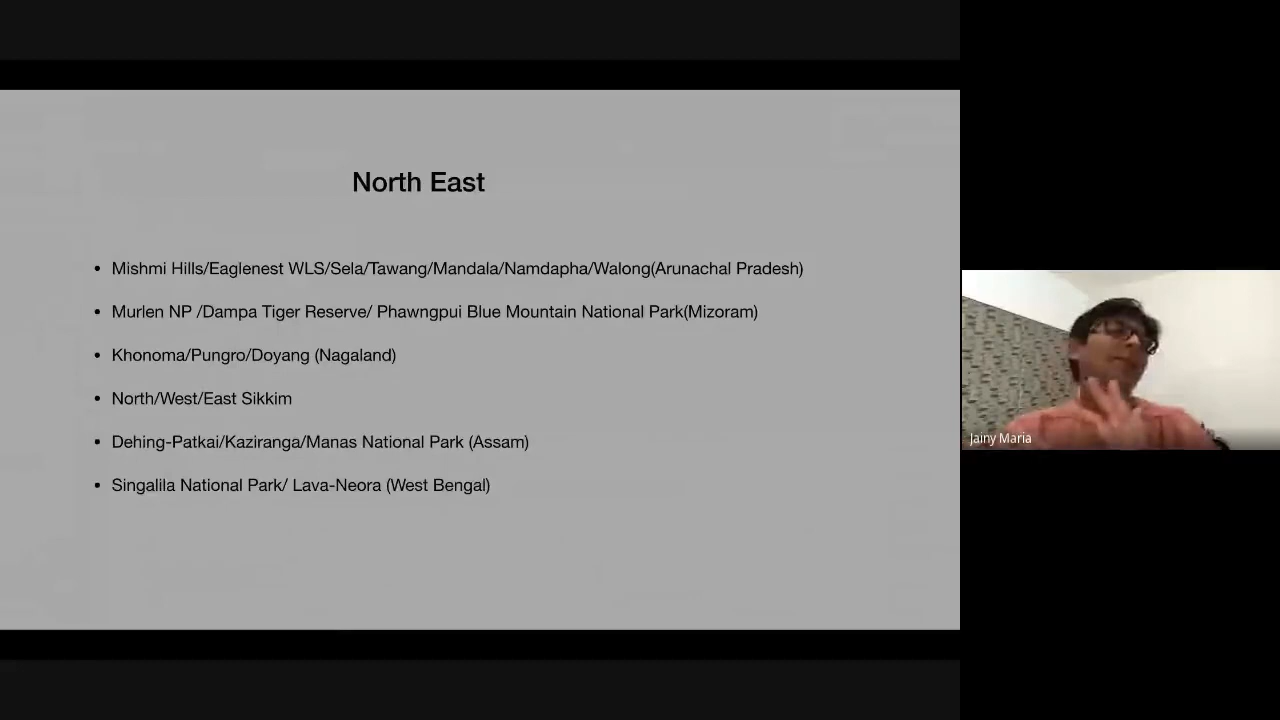 North East
• Mishmi Hills/Eaglenest WLS/Sela/Tawang/Mandala/Namdapha/Walong(Arunachal Pradesh)
• Murlen NP /Dampa Tiger Reserve/ Phawngpui Blue Mountain National Park(Mizoram)
• Khonoma/Pungro/Doyang (Nagaland)
• North/West/East Sikkim
• Dehing-Patkai/Kaziranga/Manas National Park (Assam)
• Singalila National Park/ Lava-Neora (West Bengal)
Jainy Maria